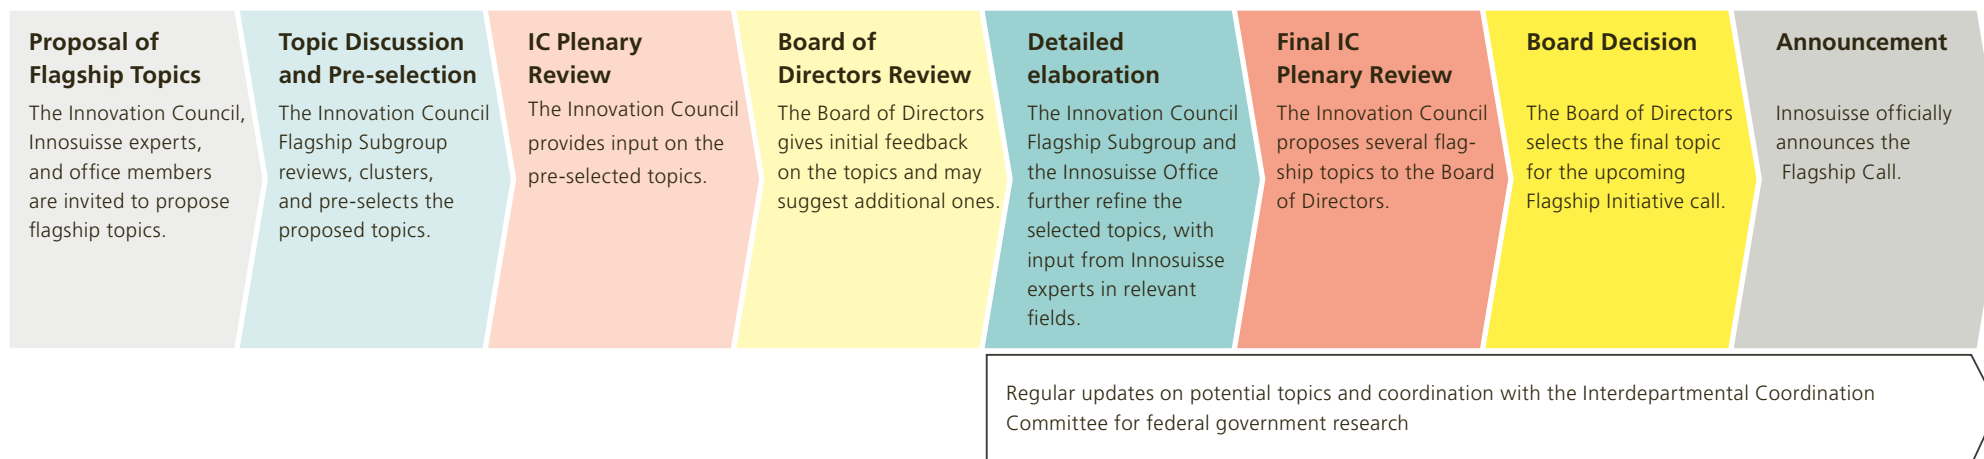 Proposal of
Flagship Topics
The Innovation Council,
Innosuisse experts,
and office members
are invited to propose
flagship topics.
Topic Discussion
and Pre-selection
The Innovation Council
Flagship Subgroup
reviews, clusters,
and pre-selects the
proposed topics.
IC Plenary
Review
The Innovation Council
provides input on the
pre-selected topics.
Board of
Directors Review
The Board of Directors
gives initial feedback
on the topics and may
suggest additional ones.
Detailed
elaboration
The Innovation Council
Flagship Subgroup and
the Innosuisse Office
further refine the
selected topics, with
input from Innosuisse
experts in relevant
fields.
Final IC
Plenary Review
The Innovation Council
proposes several flag-
ship topics to the Board
of Directors.
Board Decision
The Board of Directors
selects the final topic
for the upcoming
Flagship Initiative call.
Announcement
Innosuisse officially
announces the
Flagship Call.
Regular updates on potential topics and coordination with the Interdepartmental Coordination
Committee for federal government research